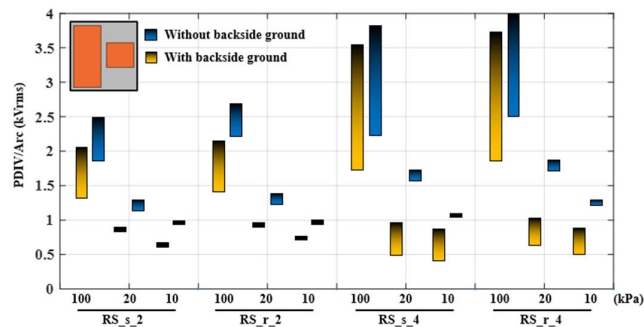 4
3.5
3
2.5
2
1.5
1
0.5
0
PDIV/Arc (kVrms)
Without backside ground
With backside ground
100 20 10 100 20 10 100 20 10 100 20 10 (kPa)
RS_s_2 RS_r_2 RS_s_4 RS_r_4